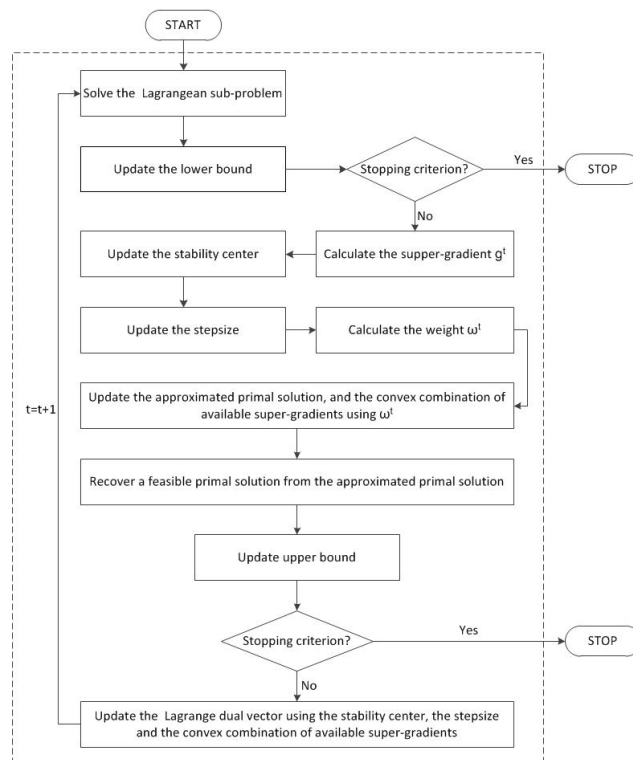 START
Solve the Lagrangean sub-problem
Update the lower bound
Stopping criterion?
Yes
STOP
No
Update the stability center
Calculate the supper-gradient gᵗ
Update the stepsize
Calculate the weight ωᵗ
t=t+1
Update the approximated primal solution, and the convex combination of
available super-gradients using ωᵗ
Recover a feasible primal solution from the approximated primal solution
Update upper bound
Stopping criterion?
Yes
STOP
No
Update the Lagrange dual vector using the stability center, the stepsize
and the convex combination of available super-gradients